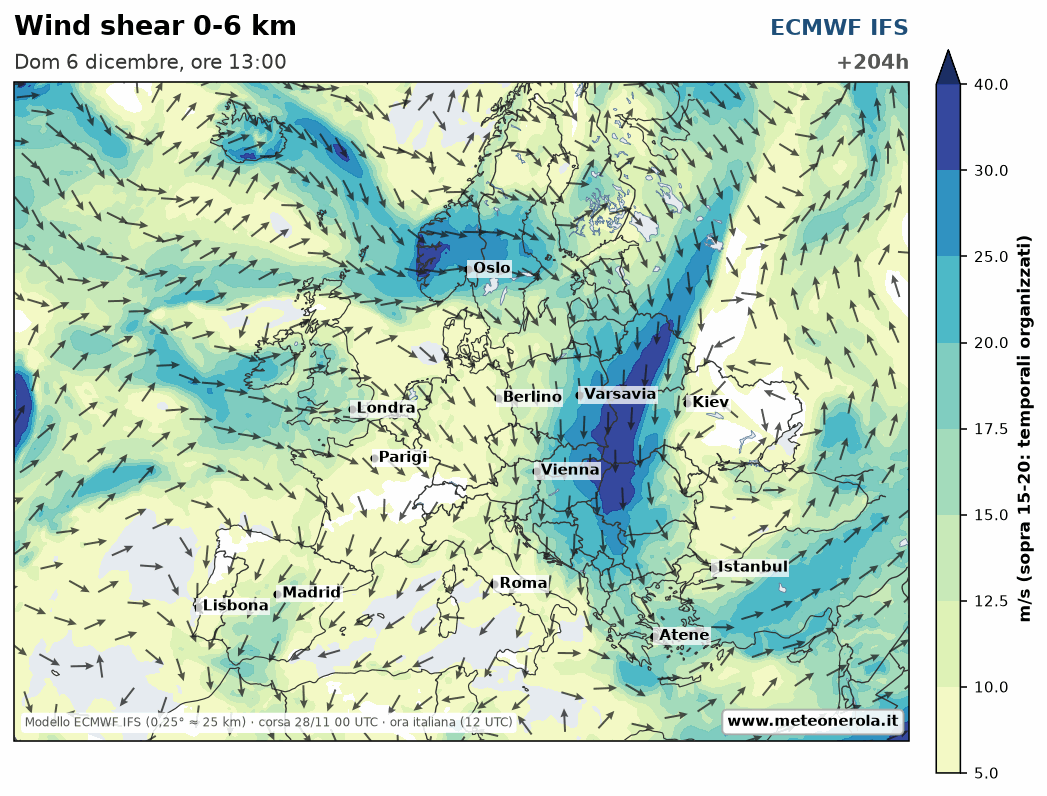 Wind shear 0-6 km
ECMWF IFS
Dom 6 dicembre, ore 13:00
+204h
40.0
30.0
25.0
20.0
17.5
15.0
12.5
10.0
5.0
m/s (sopra 15-20: temporali organizzati)
Oslo
Berlino
Varsavia
Kiev
Londra
Parigi
Vienna
Istanbul
Roma
Madrid
Lisbona
Atene
Modello ECMWF IFS (0,25° ≈ 25 km) · corsa 28/11 00 UTC · ora italiana (12 UTC)
www.meteonerola.it